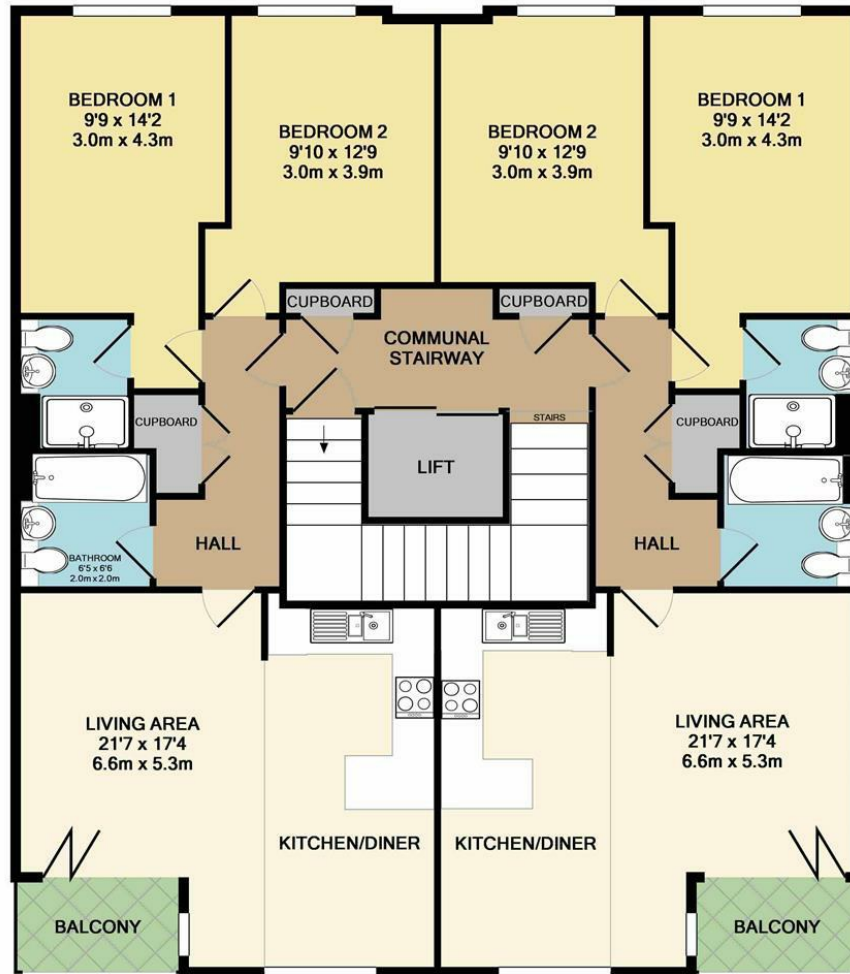 BEDROOM 1
9'9 x 14'2
3.0m x 4.3m
BEDROOM 2
9'10 x 12'9
3.0m x 3.9m
BEDROOM 2
9'10 x 12'9
3.0m x 3.9m
BEDROOM 1
9'9 x 14'2
3.0m x 4.3m
CUPBOARD
CUPBOARD
COMMUNAL
STAIRWAY
CUPBOARD
STAIRS
CUPBOARD
LIFT
HALL
HALL
BATHROOM
6'5 x 6'6
2.0m x 2.0m
LIVING AREA
21'7 x 17'4
6.6m x 5.3m
LIVING AREA
21'7 x 17'4
6.6m x 5.3m
KITCHEN/DINER
KITCHEN/DINER
BALCONY
BALCONY